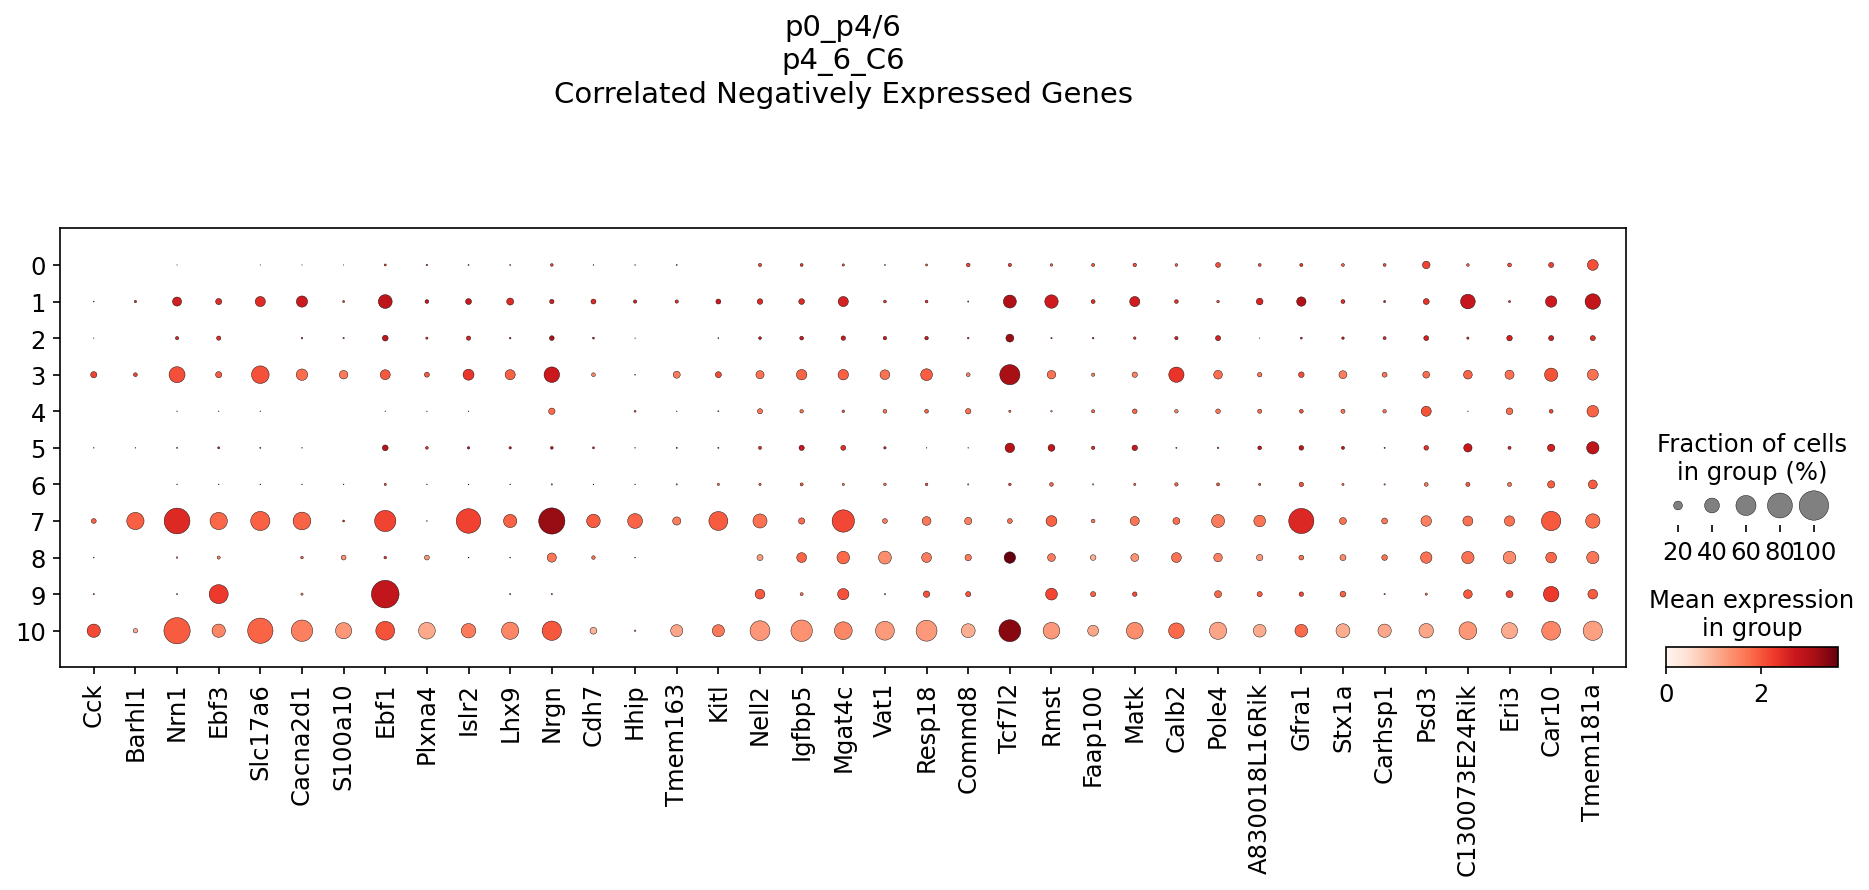 p0_p4/6
p4_6_C6
Correlated Negatively Expressed Genes
0
1
2
3
4
5
6
7
8
9
10
Cck
Barhl1
Nrn1
Ebf3
Slc17a6
Cacna2d1
S100a10
Ebf1
Plxna4
Islr2
Lhx9
Nrgn
Cdh7
Hhip
Tmem163
Kitl
Nell2
Igfbp5
Mgat4c
Vat1
Resp18
Commd8
Tcf7l2
Rmst
Faap100
Matk
Calb2
Pole4
A830018L16Rik
Gfra1
Stx1a
Carhsp1
Psd3
C130073E24Rik
Eri3
Car10
Tmem181a
Fraction of cells
in group (%)
20 40 60 80 100
Mean expression
in group
0 2